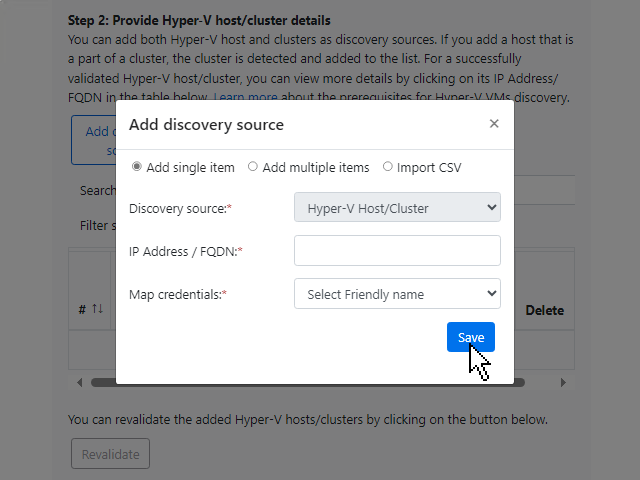 Step 2: Provide Hyper-V host/cluster details
You can add both Hyper-V host and clusters as discovery sources. If you add a host that is
a part of a cluster, the cluster is detected and added to the list. For a successfully
validated Hyper-V host/cluster, you can view more details by clicking on its IP Address/
FQDN in the table below. Learn more about the prerequisites for Hyper-V VMs discovery.
Add discovery source ×
Add
Add single item Add multiple items Import CSV
Search
Discovery source:* Hyper-V Host/Cluster
Filter
IP Address / FQDN:*
Map credentials:* Select Friendly name
# ↑↓ Delete
Save
You can revalidate the added Hyper-V hosts/clusters by clicking on the button below.
Revalidate